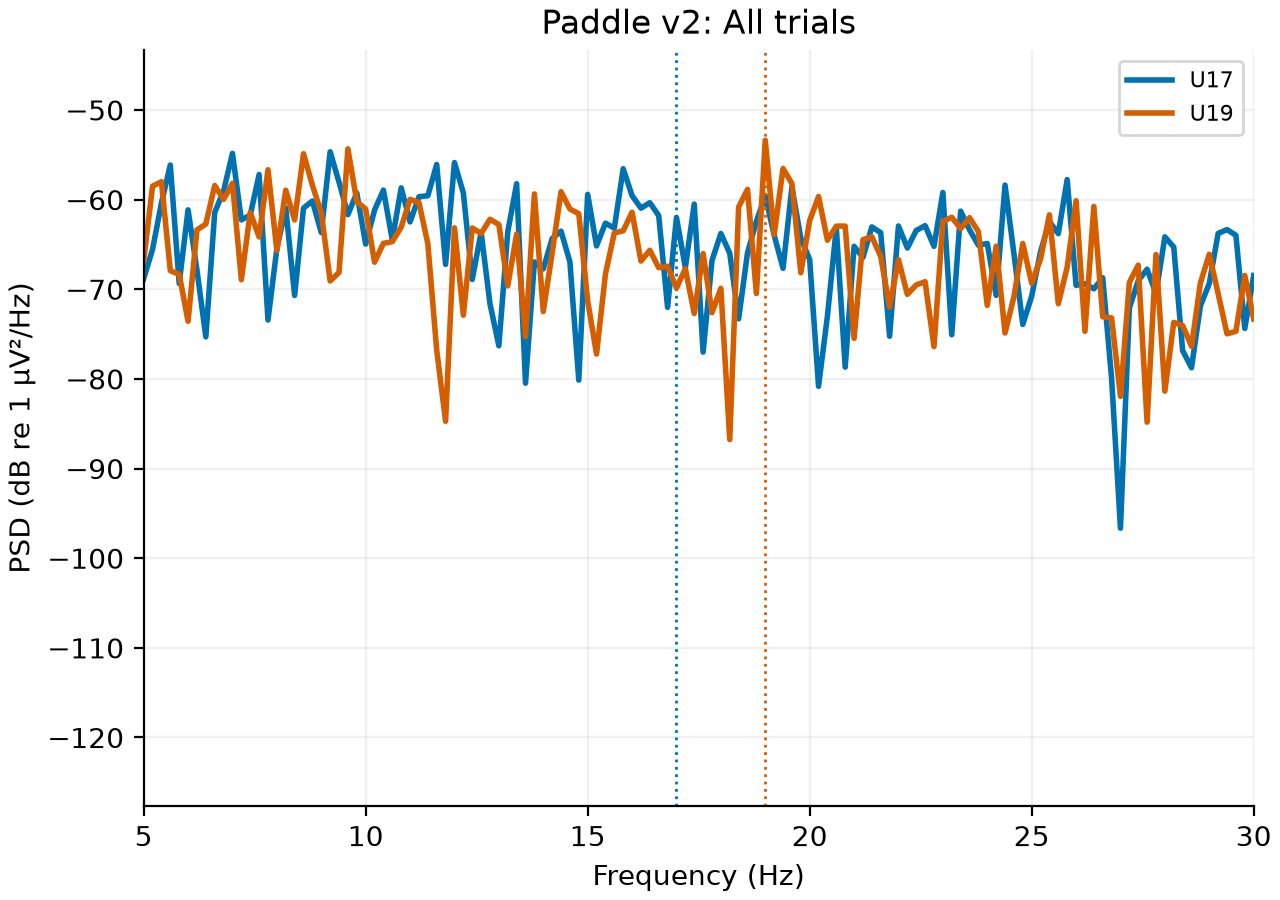 Paddle v2: All trials
U17
U19
PSD (dB re 1 µV²/Hz)
−50
−60
−70
−80
−90
−100
−110
−120
5 10 15 20 25 30
Frequency (Hz)